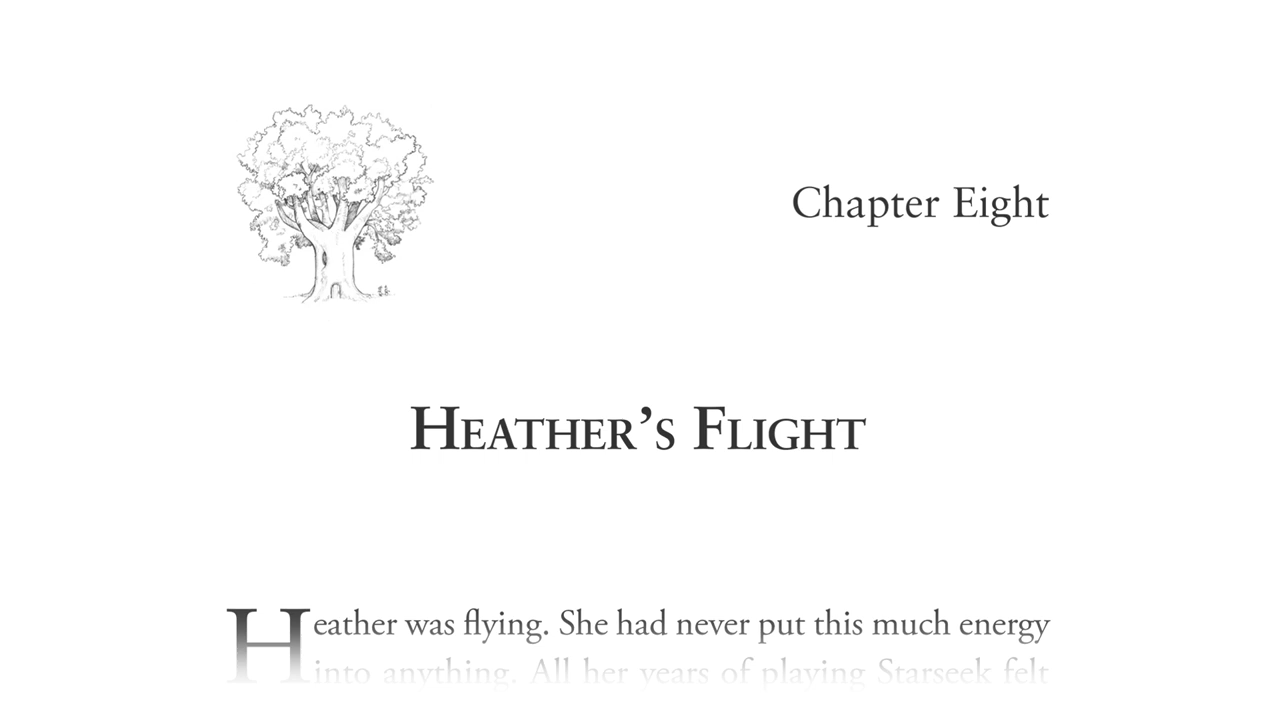 Chapter Eight
Heather’s Flight
Heather was flying. She had never put this much energy
into anything. All her years of playing Starseek felt